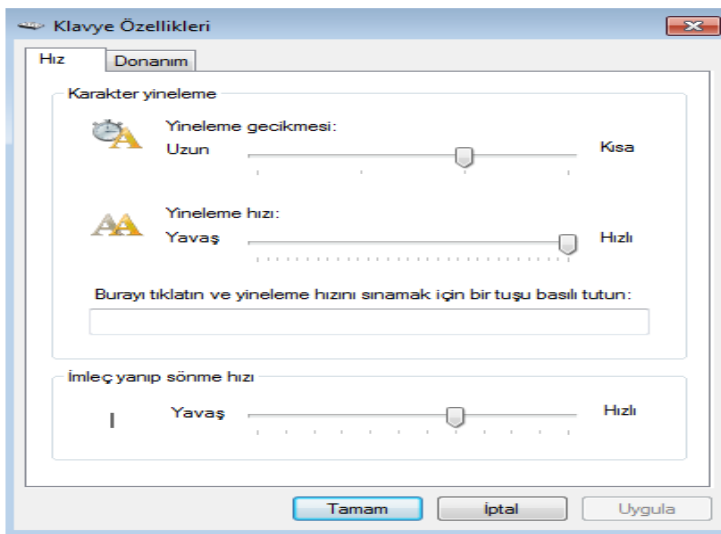 Klavye Özellikleri
Hız Donanım
Karakter yineleme
Yineleme gecikmesi:
Uzun Kısa
Yineleme hızı:
Yavaş Hızlı
Burayı tıklatın ve yineleme hızını sınamak için bir tuşu basılı tutun:
İmleç yanıp sönme hızı
Yavaş Hızlı
Tamam İptal Uygula